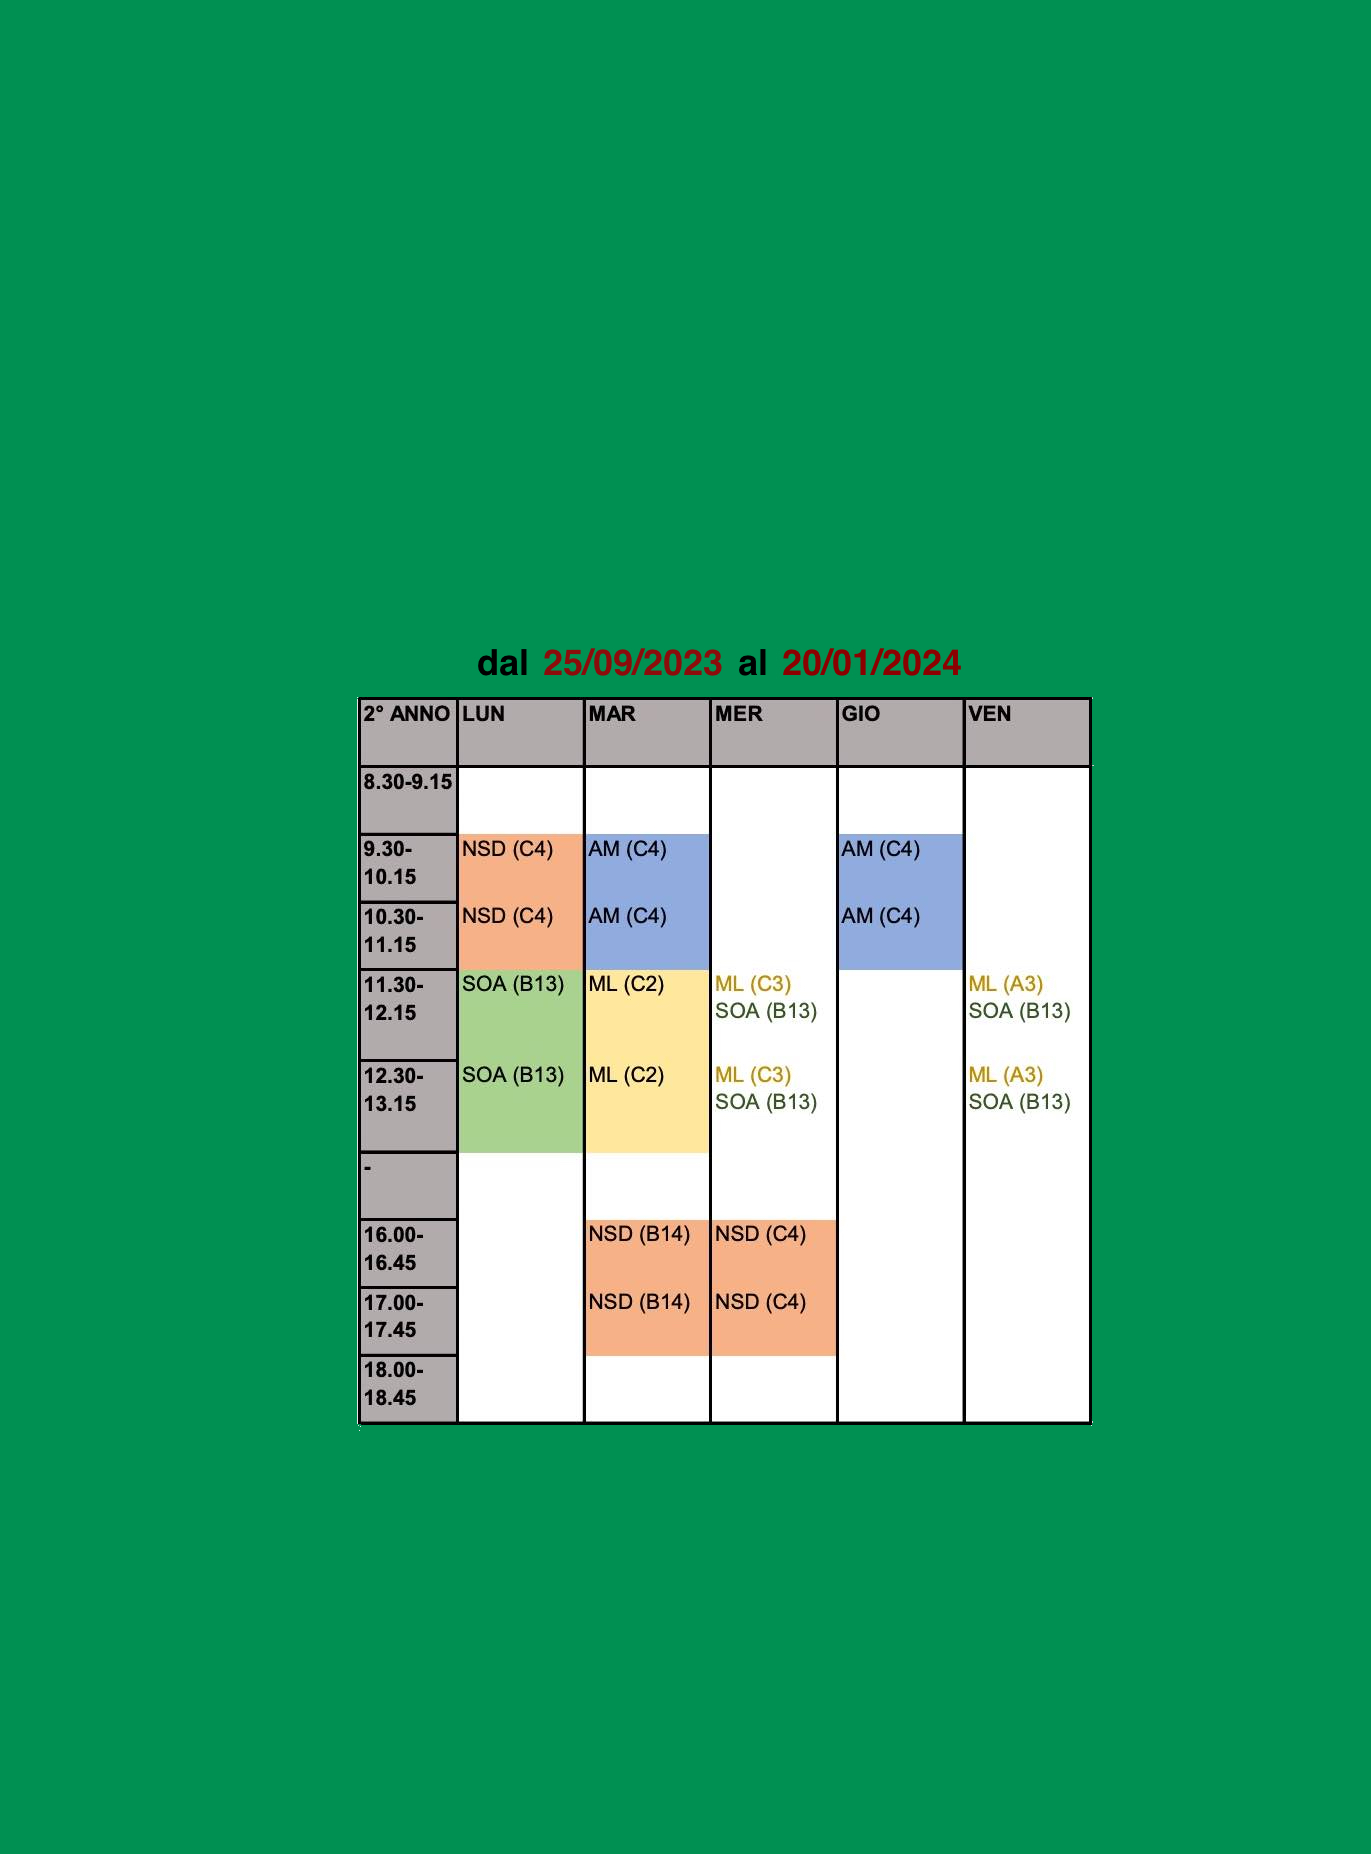 dal 25/09/2023 al 20/01/2024
2° ANNO LUN MAR MER GIO VEN
8.30-9.15
9.30- NSD (C4) AM (C4) AM (C4)
10.15
10.30- NSD (C4) AM (C4) AM (C4)
11.15
11.30- SOA (B13) ML (C2) ML (C3) ML (A3)
12.15 SOA (B13) SOA (B13)
12.30- SOA (B13) ML (C2) ML (C3) ML (A3)
13.15 SOA (B13) SOA (B13)
-
16.00- NSD (B14) NSD (C4)
16.45
17.00- NSD (B14) NSD (C4)
17.45
18.00-
18.45